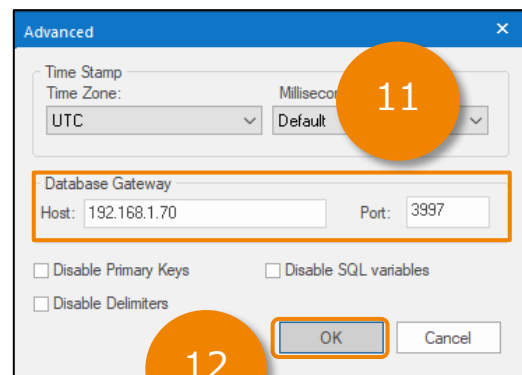 Advanced
Time Stamp
Time Zone:
UTC
Default
11
Database Gateway
Host: 192.168.1.70 Port: 3997
Disable Primary Keys Disable SQL variables
Disable Delimiters
OK Cancel
12